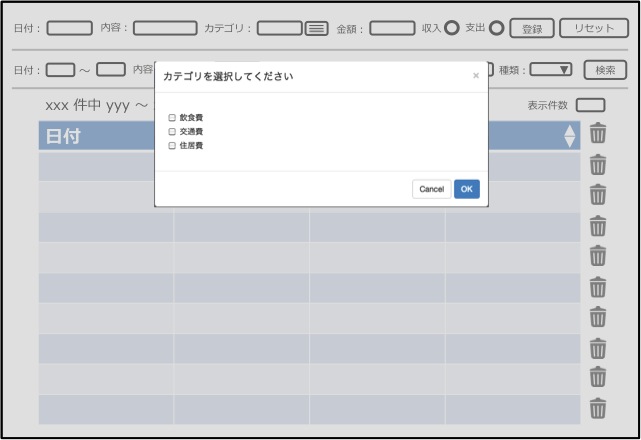 日付： 内容： カテゴリ： 金額： 収入 支出 登録 リセット
日付： ～ 内容 種類： ▼ 検索
カテゴリを選択してください ×
xxx 件中 yyy ～ 表示件数
飲食費
日付
交通費
住居費
Cancel OK